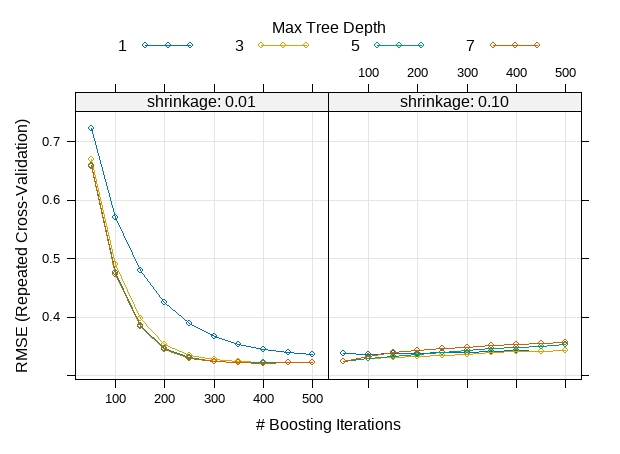 Max Tree Depth
1 3 5 7
100 200 300 400 500
shrinkage: 0.01 shrinkage: 0.10
RMSE (Repeated Cross-Validation)
0.7
0.6
0.5
0.4
100 200 300 400 500
# Boosting Iterations